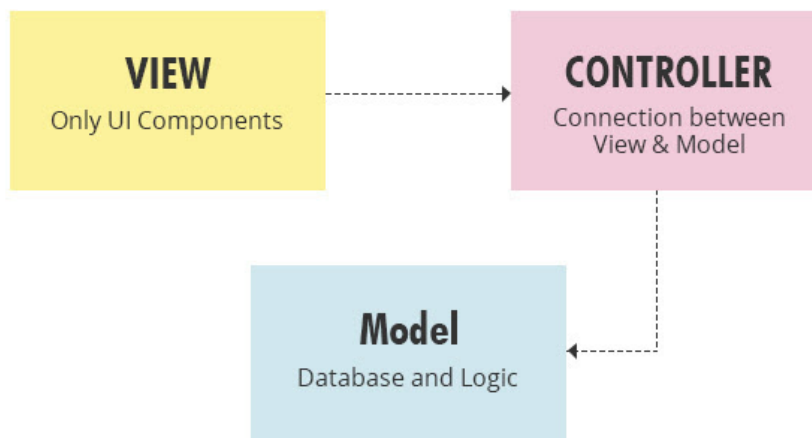 VIEW
Only UI Components
CONTROLLER
Connection between
View & Model
Model
Database and Logic